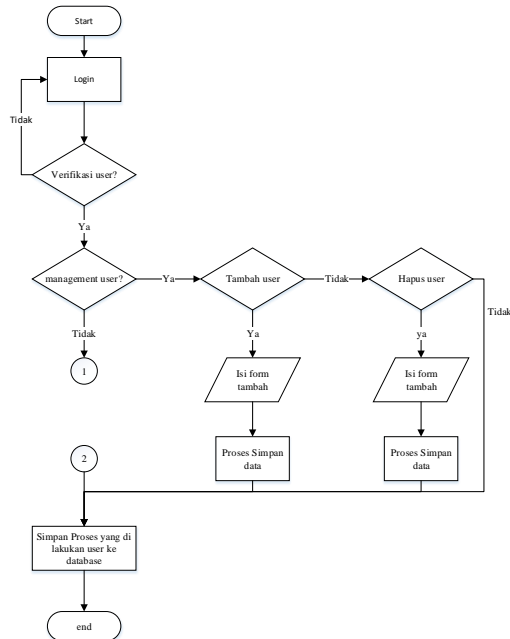 Start
Login
Tidak
Verifikasi user?
Ya
management user?
Ya
Tambah user
Tidak
Hapus user
Tidak
Tidak
Ya
ya
1
Isi form
tambah
Isi form
tambah
2
Proses Simpan
data
Proses Simpan
data
Simpan Proses yang di
lakukan user ke
database
end